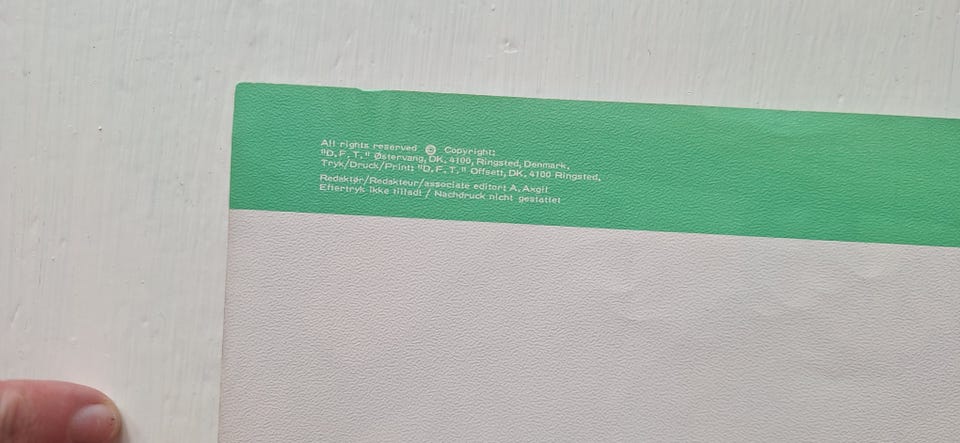 All rights reserved © Copyright:
"D. F. T. " Østervang, DK. 4100, Ringsted, Denmark.
Tryk/Druck/Print: "D. F. T. " Offsett, DK. 4100 Ringsted.
Redaktør/Redakteur/associate editor: A. Axgil
Eftertryk ikke tilladt / Nachdruck nicht gestattet